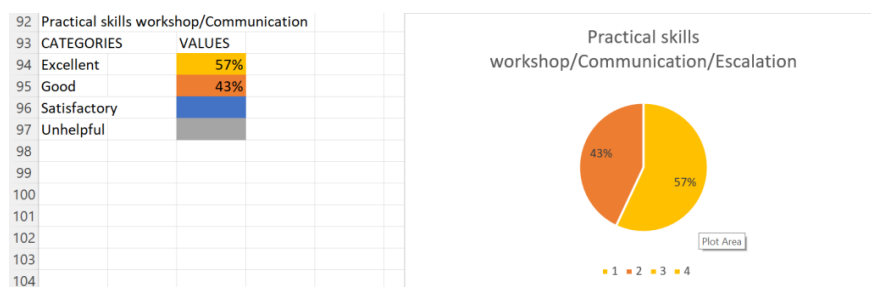 92 Practical skills workshop/Communication
93 CATEGORIES VALUES
94 Excellent 57%
95 Good 43%
96 Satisfactory
97 Unhelpful
98
99
100
101
102
103
104
Practical skills
workshop/Communication/Escalation
43%
57%
Plot Area
1 2 3 4